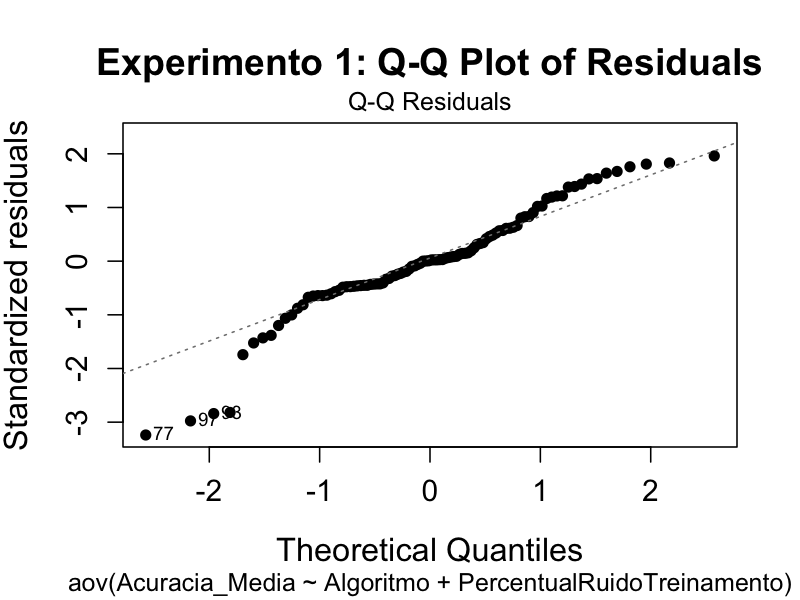 Experimento 1: Q-Q Plot of Residuals
Q-Q Residuals
Standardized residuals
2
1
0
-1
-2
-3
77
97
-2
-1
0
1
2
Theoretical Quantiles
aov(Acuracia_Media ~ Algoritmo + PercentualRuidoTreinamento)